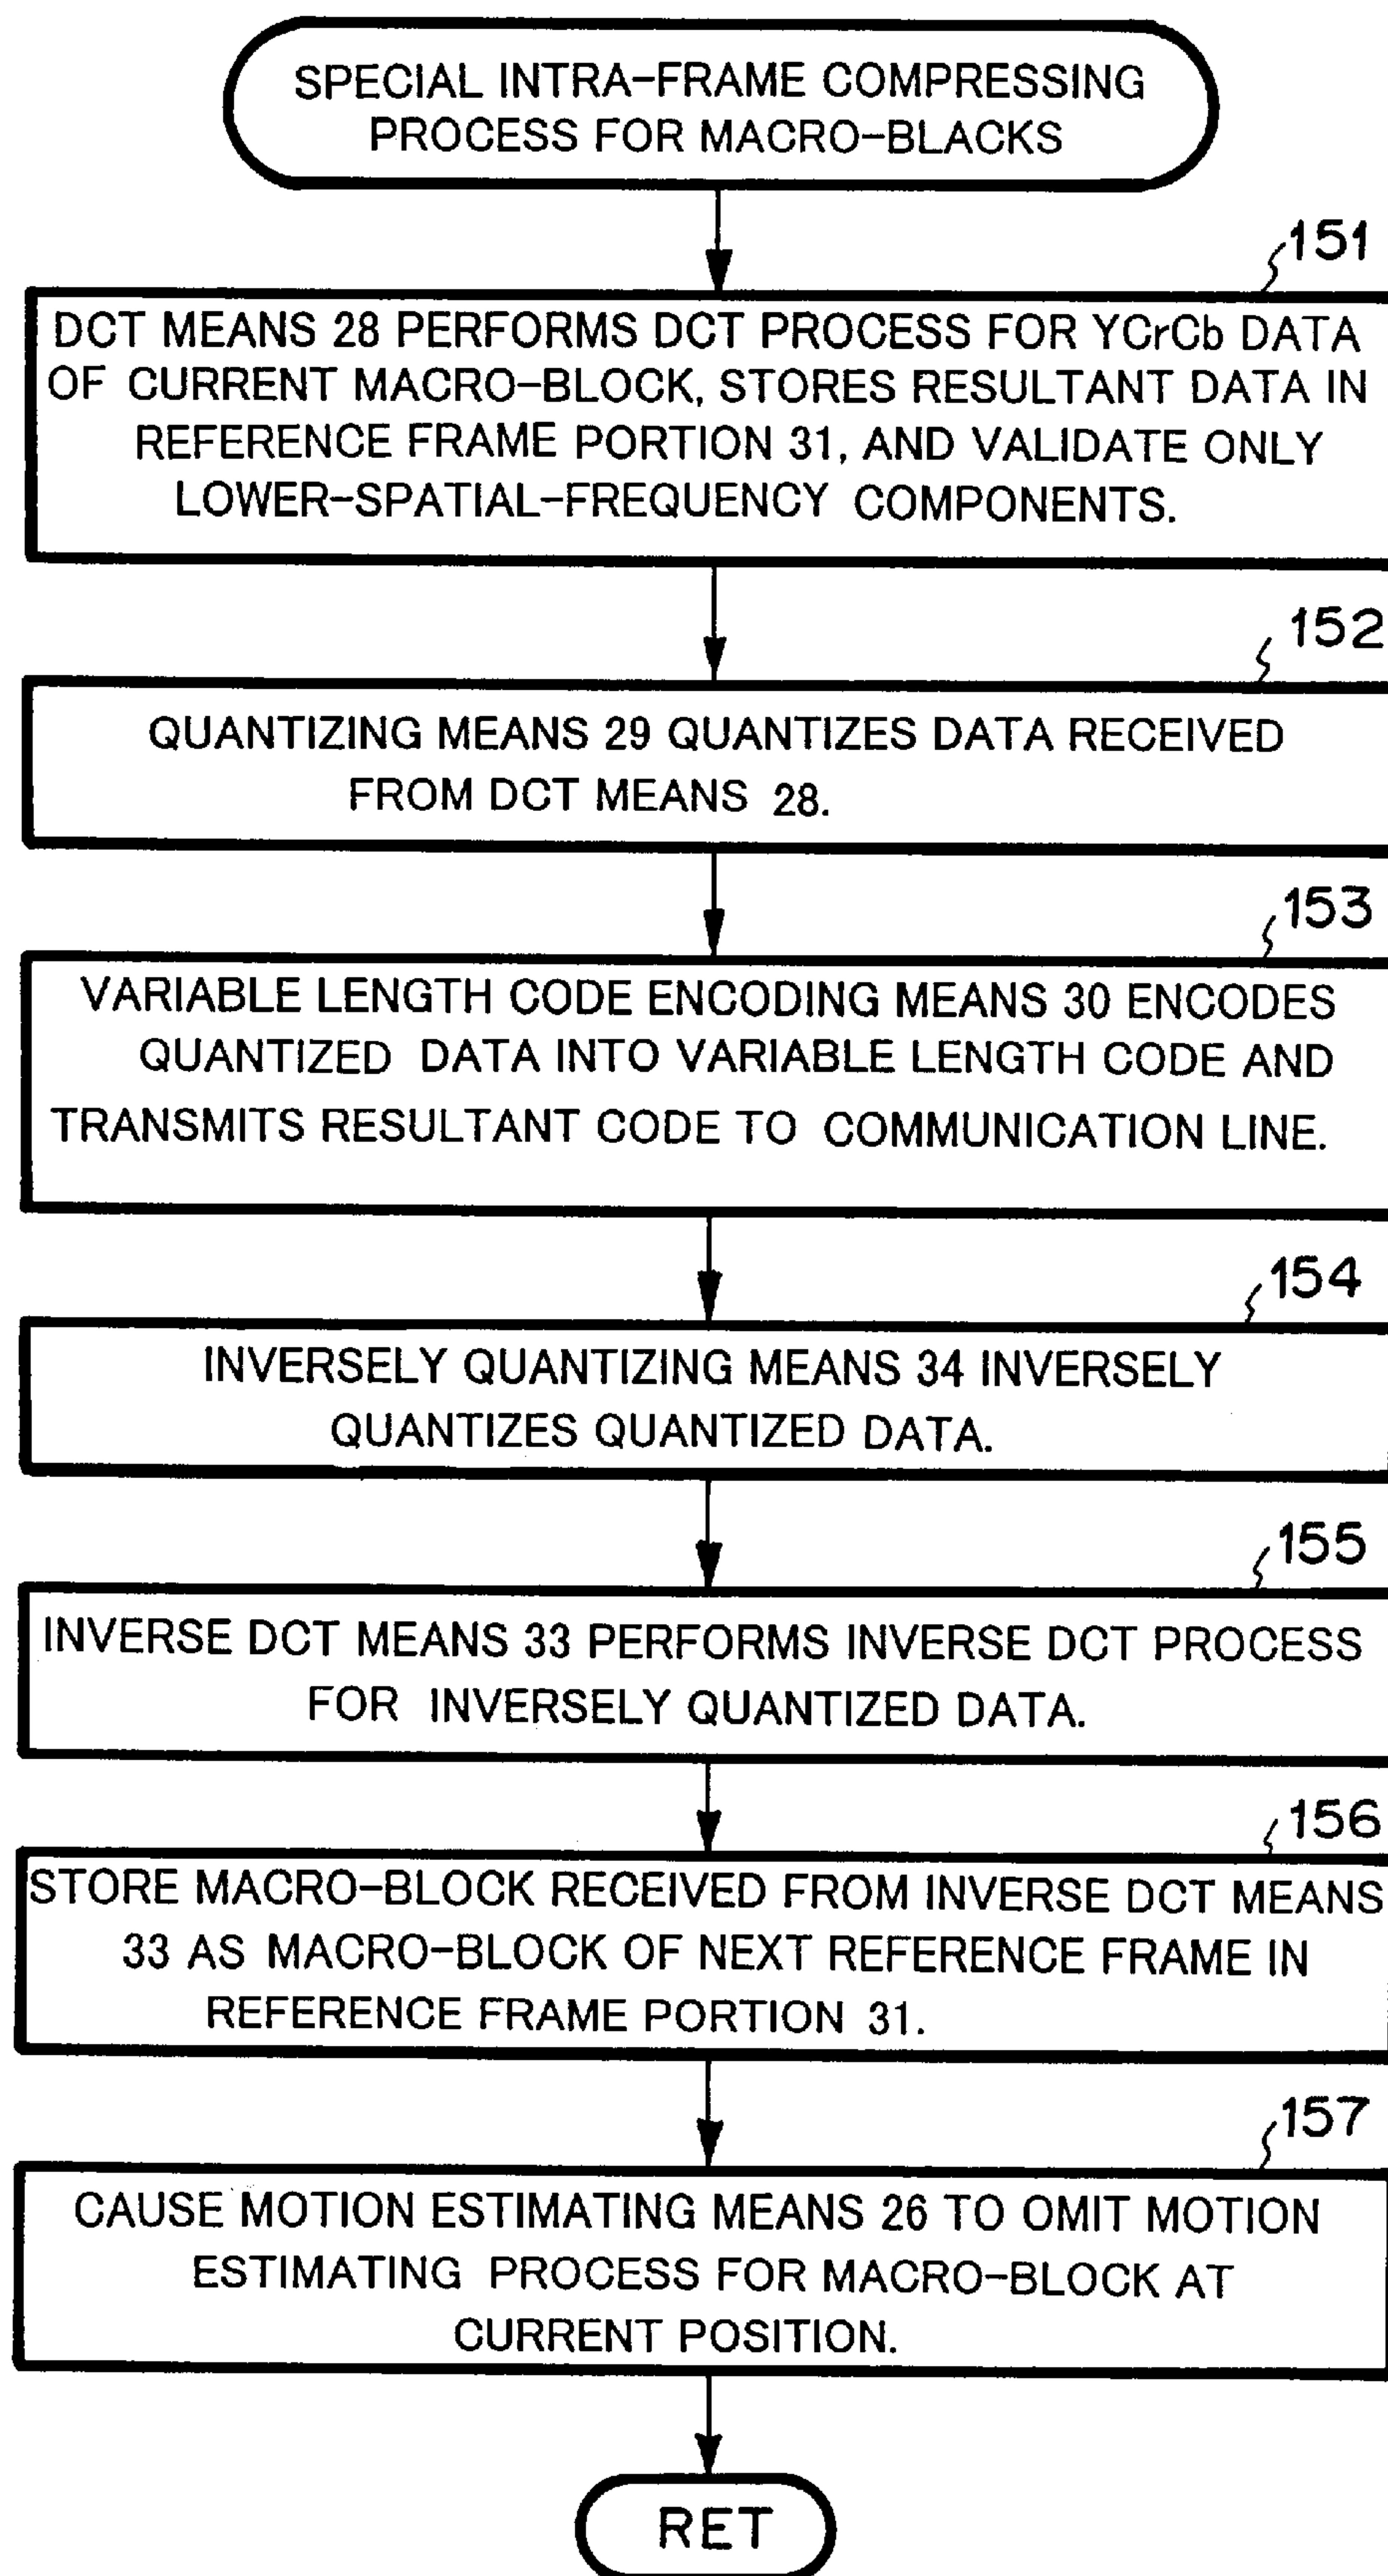 SPECIAL INTRA-FRAME COMPRESSING
PROCESS FOR MACRO-BLACKS
151
DCT MEANS 28 PERFORMS DCT PROCESS FOR YCrCb DATA
OF CURRENT MACRO-BLOCK, STORES RESULTANT DATA IN
REFERENCE FRAME PORTION 31, AND VALIDATE ONLY
LOWER-SPATIAL-FREQUENCY COMPONENTS.
152
QUANTIZING MEANS 29 QUANTIZES DATA RECEIVED
FROM DCT MEANS 28.
153
VARIABLE LENGTH CODE ENCODING MEANS 30 ENCODES
QUANTIZED DATA INTO VARIABLE LENGTH CODE AND
TRANSMITS RESULTANT CODE TO COMMUNICATION LINE.
154
INVERSELY QUANTIZING MEANS 34 INVERSELY
QUANTIZES QUANTIZED DATA.
155
INVERSE DCT MEANS 33 PERFORMS INVERSE DCT PROCESS
FOR INVERSELY QUANTIZED DATA.
156
STORE MACRO-BLOCK RECEIVED FROM INVERSE DCT MEANS
33 AS MACRO-BLOCK OF NEXT REFERENCE FRAME IN
REFERENCE FRAME PORTION 31.
157
CAUSE MOTION ESTIMATING MEANS 26 TO OMIT MOTION
ESTIMATING PROCESS FOR MACRO-BLOCK AT
CURRENT POSITION.
RET